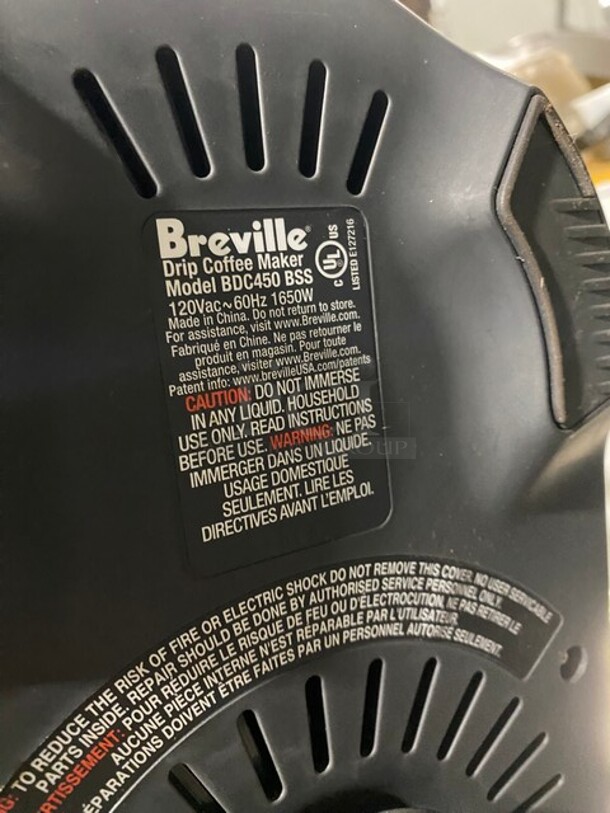 Breville®
Drip Coffee Maker
Model BDC450 BSS
120Vac~60Hz 1650W
C UL US
LISTED E127216
Made in China. Do not return to store.
For assistance, visit www.Breville.com.
Fabriqué en Chine. Ne pas retourner le
produit en magasin. Pour toute
assistance, visiter www.Breville.com.
Patent info: www.brevilleUSA.com/patents
CAUTION: DO NOT IMMERSE
IN ANY LIQUID. HOUSEHOLD
USE ONLY. READ INSTRUCTIONS
BEFORE USE. WARNING: NE PAS
IMMERGER DANS UN LIQUIDE.
USAGE DOMESTIQUE
SEULEMENT. LIRE LES
DIRECTIVES AVANT L'EMPLOI.
TO REDUCE THE RISK OF FIRE OR ELECTRIC SHOCK DO NOT REMOVE THIS COVER. NO USER SERVICABLE
PARTS INSIDE. REPAIR SHOULD BE DONE BY AUTHORISED SERVICE PERSONNEL ONLY.
POUR RÉDUIRE LE RISQUE DE FEU OU D'ÉLECTROCUTION, NE PAS RETIRER LE
AUCUNE PIÈCE INTERNE N'EST RÉPARABLE PAR L'UTILISATEUR.
DOIVENT ÊTRE FAITES PAR UN PERSONNEL AUTORISÉ SEULEMENT.